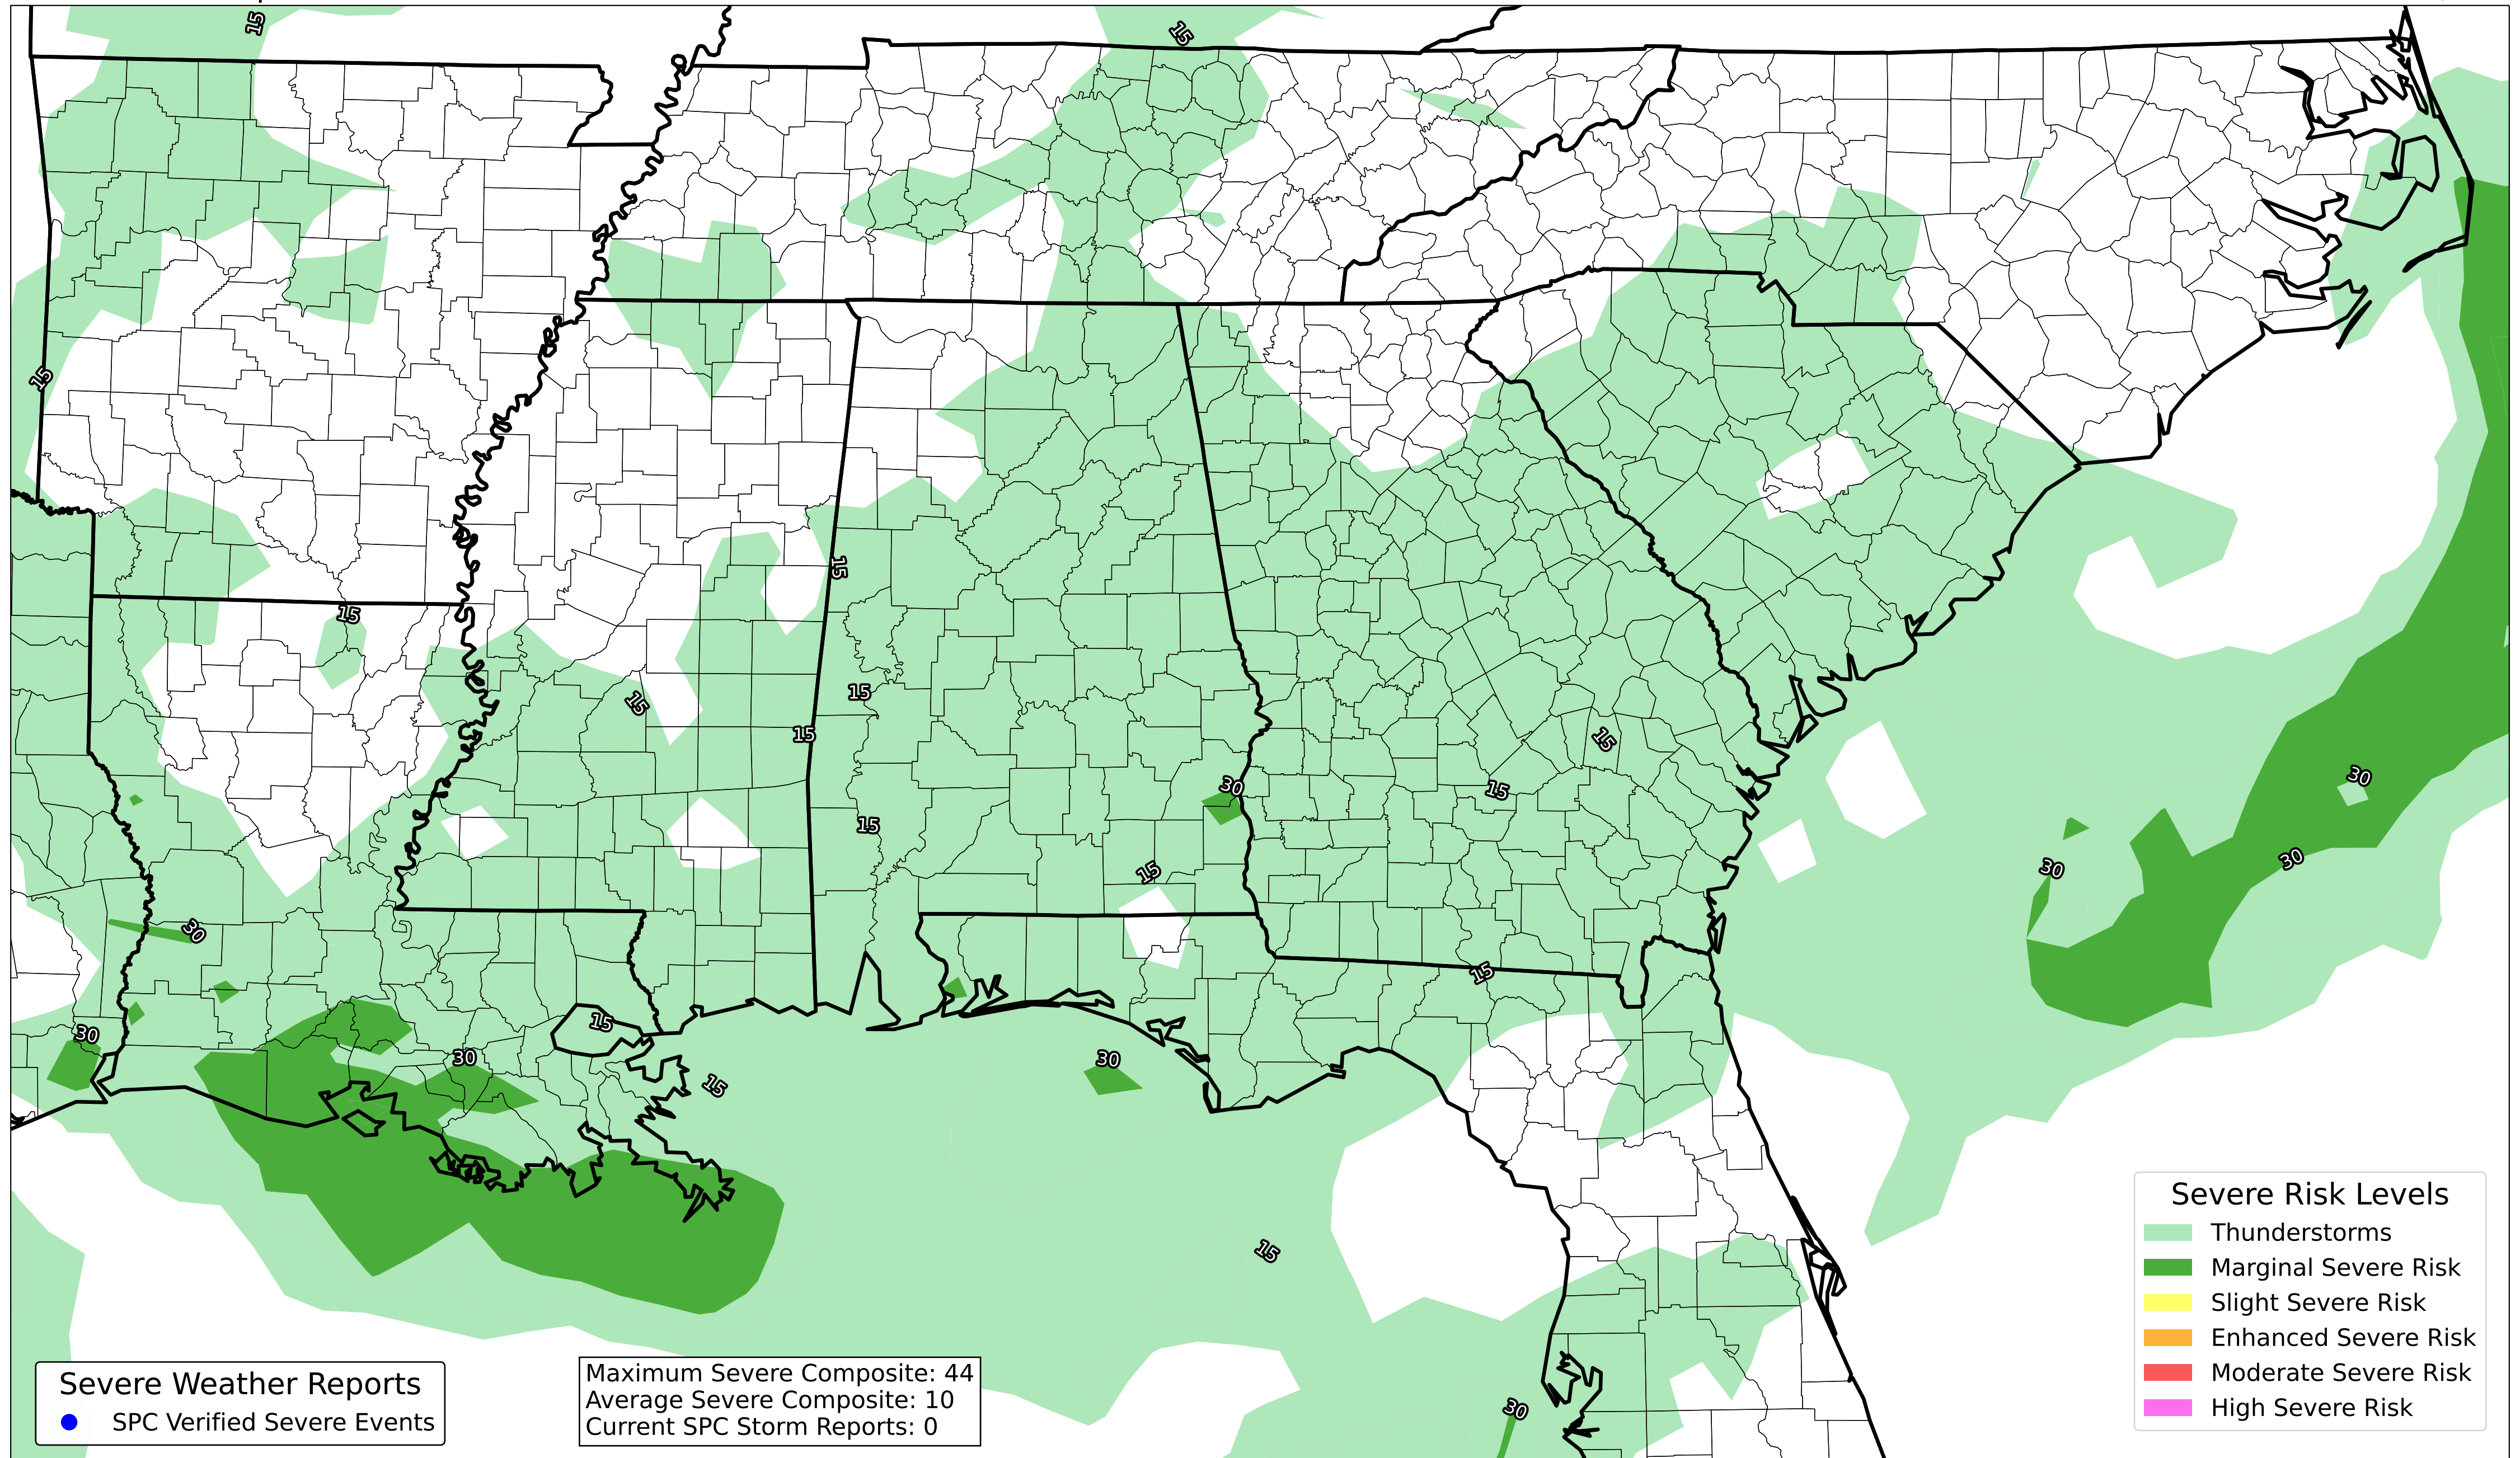 15
15
15
15
15
15
15
15
15
15
30
15
30
15
15
30
30
30
30
15
30
15
30
30
15
15
30
Severe Risk Levels
Thunderstorms
Marginal Severe Risk
Slight Severe Risk
Enhanced Severe Risk
Moderate Severe Risk
High Severe Risk
Severe Weather Reports
SPC Verified Severe Events
Maximum Severe Composite: 44
Average Severe Composite: 10
Current SPC Storm Reports: 0